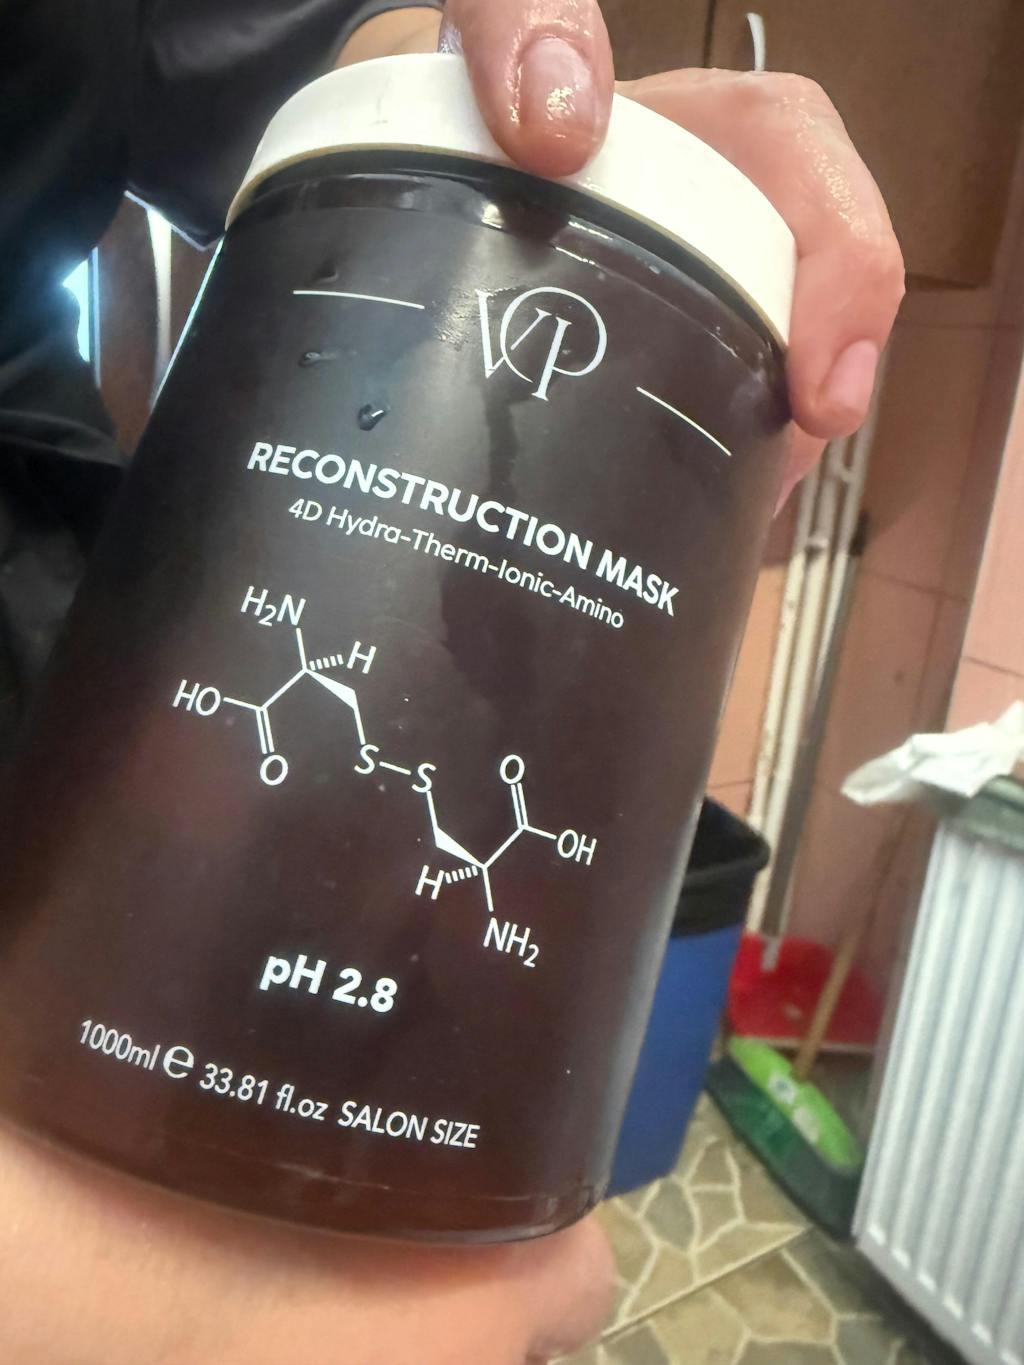 VIP
RECONSTRUCTION MASK
4D Hydra-Therm-Ionic-Amino
H₂N
H
HO
O
S-S
O
OH
H
NH₂
pH 2.8
1000ml ℮ 33.81 fl.oz SALON SIZE